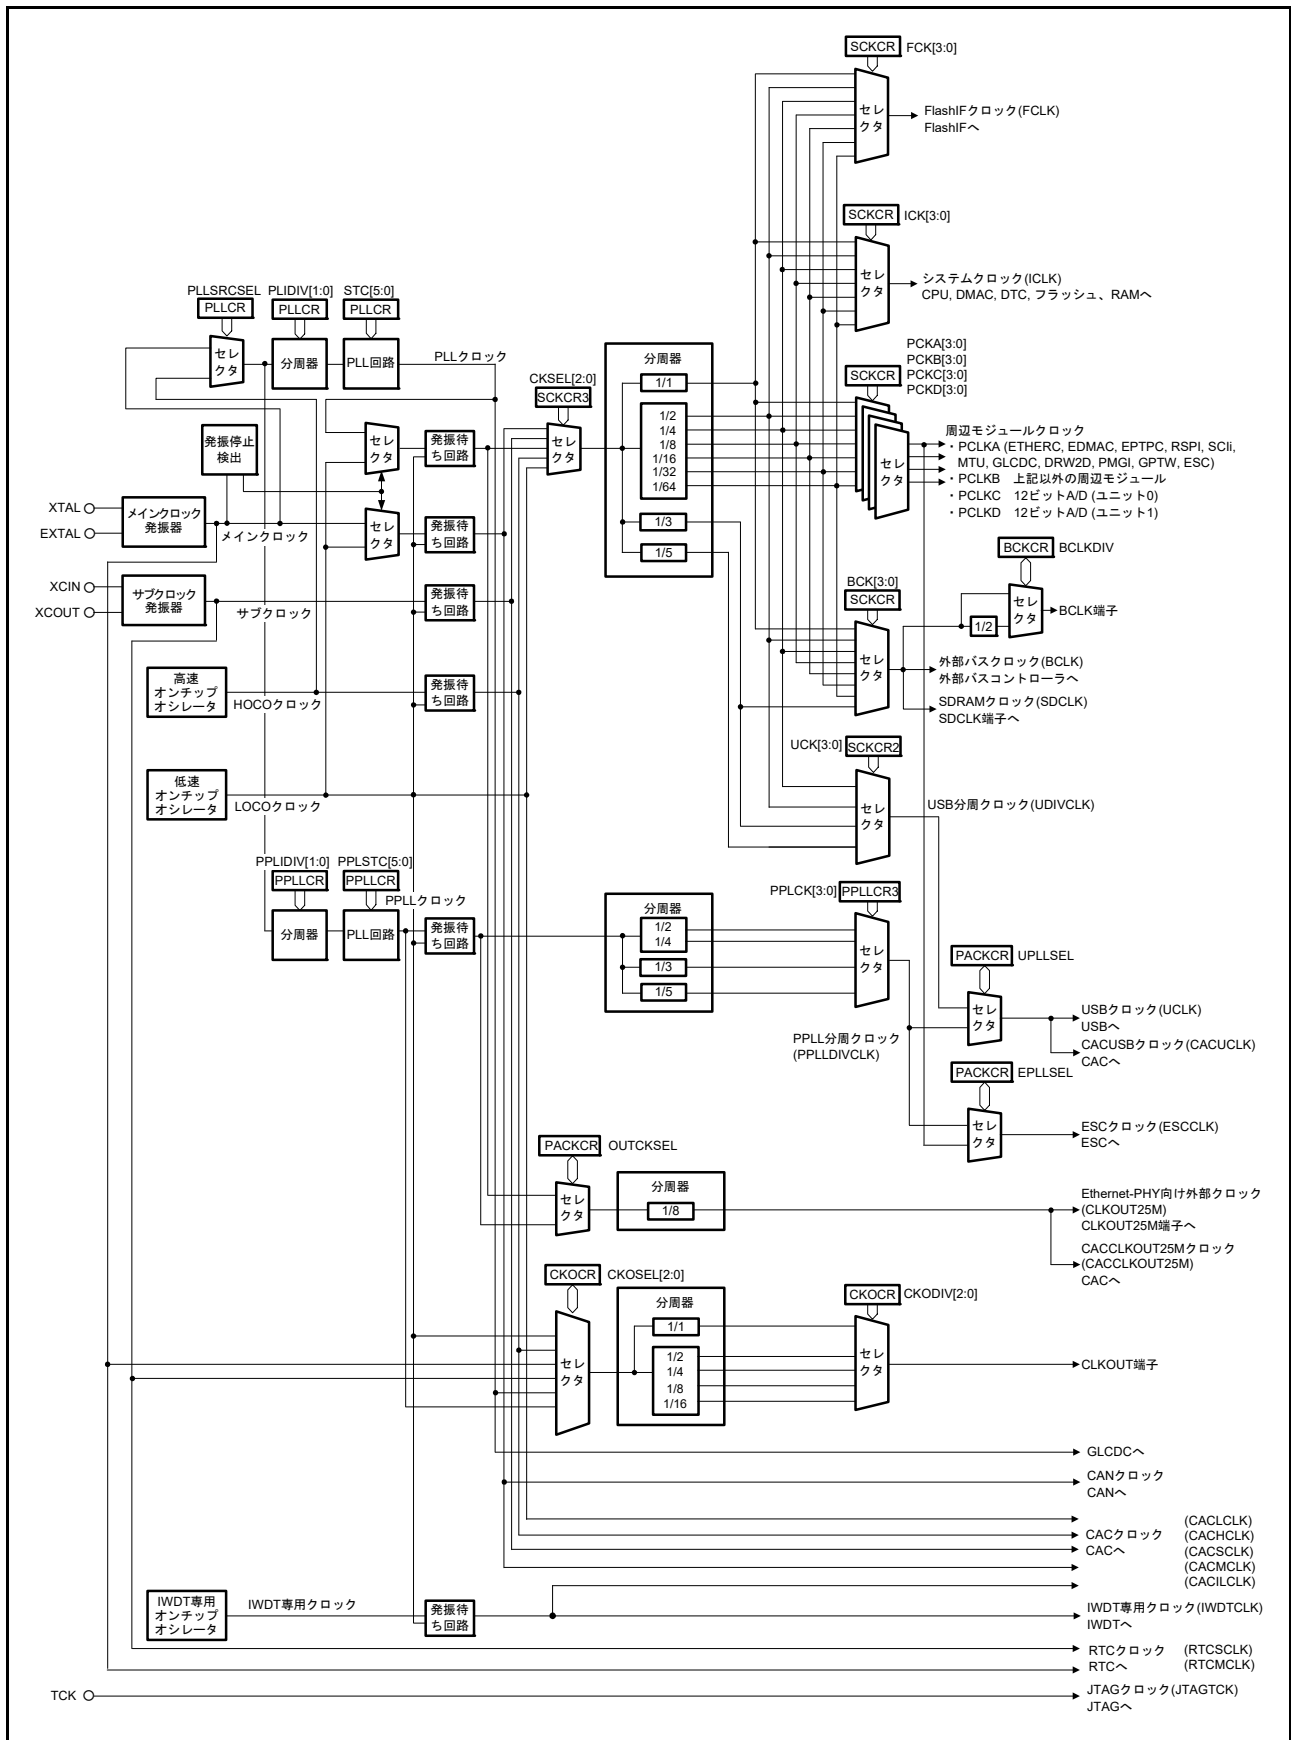 SCKCR FCK[3:0]
セレクタ
FlashIFクロック(FCLK)
FlashIFへ
SCKCR ICK[3:0]
セレクタ
システムクロック(ICLK)
CPU, DMAC, DTC, フラッシュ、RAMへ
PLLSRCSEL PLIDIV[1:0] STC[5:0]
PLLCR PLLCR PLLCR
セレクタ
分周器
PLL回路
PLLクロック
CKSEL[2:0]
SCKCR3
セレクタ
分周器
1/1
1/2
1/4
1/8
1/16
1/32
1/64
1/3
1/5
PCKA[3:0]
PCKB[3:0]
PCKC[3:0]
PCKD[3:0]
SCKCR
セレクタ
周辺モジュールクロック
・PCLKA (ETHERC, EDMAC, EPTPC, RSPI, SCIi,
MTU, GLCDC, DRW2D, PMGI, GPTW, ESC)
・PCLKB 上記以外の周辺モジュール
・PCLKC 12ビットA/D (ユニット0)
・PCLKD 12ビットA/D (ユニット1)
発振停止
検出
セレクタ
発振待
ち回路
XTAL
EXTAL
メインクロック
発振器
メインクロック
セレクタ
発振待
ち回路
XCIN
XCOUT
サブクロック
発振器
サブクロック
発振待
ち回路
高速
オンチップ
オシレータ
HOCOクロック
発振待
ち回路
低速
オンチップ
オシレータ
LOCOクロック
BCKCR BCLKDIV
1/2
セレクタ
BCLK端子
BCK[3:0]
SCKCR
セレクタ
外部バスクロック(BCLK)
外部バスコントローラへ
SDRAMクロック(SDCLK)
SDCLK端子へ
UCK[3:0] SCKCR2
セレクタ
USB分周クロック(UDIVCLK)
PPLIDIV[1:0] PPLSTC[5:0]
PPLLCR PPLLCR
分周器
PLL回路
PPLLクロック
発振待
ち回路
分周器
1/2
1/4
1/3
1/5
PPLCK[3:0] PPLLCR3
セレクタ
PPLL分周クロック
(PPLLDIVCLK)
PACKCR UPLLSEL
セレクタ
USBクロック(UCLK)
USBへ
CACUSBクロック(CACUCLK)
CACへ
PACKCR EPLLSEL
セレクタ
ESCクロック(ESCCLK)
ESCへ
PACKCR OUTCKSEL
セレクタ
分周器
1/8
Ethernet-PHY向け外部クロック
(CLKOUT25M)
CLKOUT25M端子へ
CACCLKOUT25Mクロック
(CACCLKOUT25M)
CACへ
CKOCR CKOSEL[2:0]
セレクタ
分周器
1/1
1/2
1/4
1/8
1/16
CKOCR CKODIV[2:0]
セレクタ
CLKOUT端子
GLCDCへ
CANクロック
CANへ
(CACLCLK)
CACクロック (CACHCLK)
CACへ (CACSCLK)
(CACMCLK)
(CACILCLK)
IWDT専用
オンチップ
オシレータ
IWDT専用クロック
発振待
ち回路
IWDT専用クロック(IWDTCLK)
IWDTへ
RTCクロック (RTCSCLK)
RTCへ (RTCMCLK)
TCK
JTAGクロック(JTAGTCK)
JTAGへ